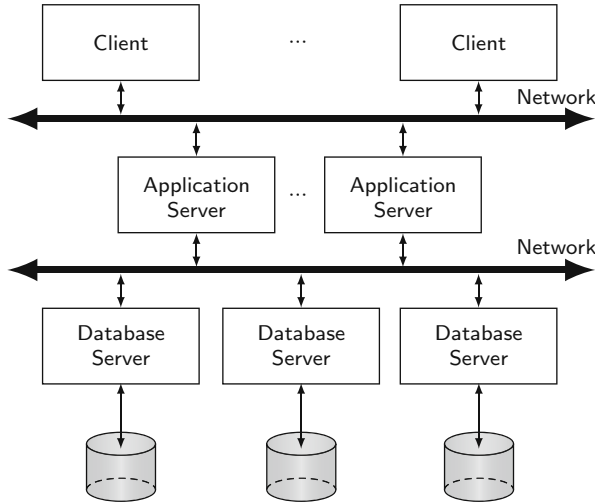 Client
...
Client
Network
Application
Server
...
Application
Server
Network
Database
Server
Database
Server
Database
Server